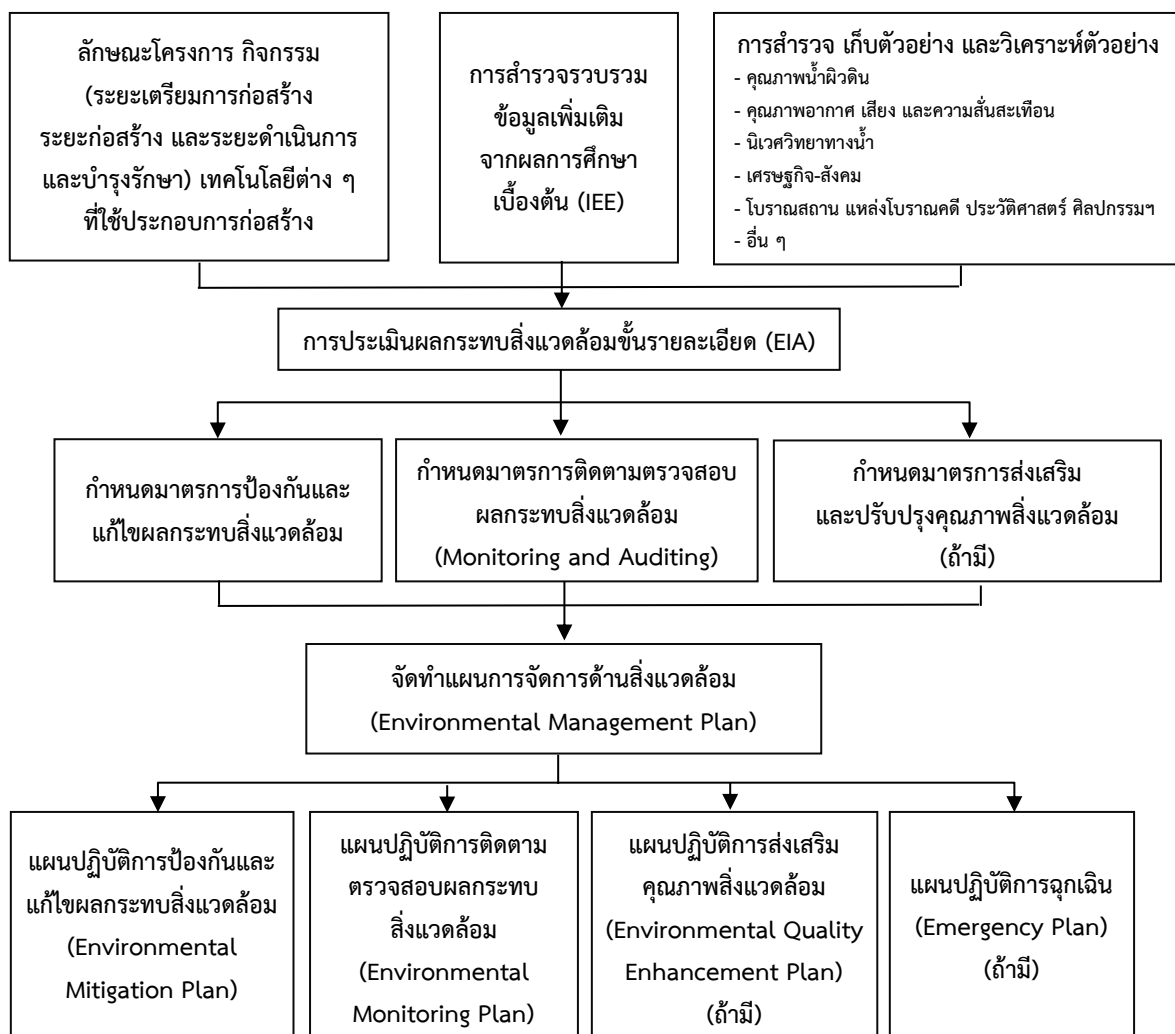 ลักษณะโครงการ กิจกรรม
(ระยะเตรียมการก่อสร้าง
ระยะก่อสร้าง และระยะดำเนินการ
และบำรุงรักษา) เทคโนโลยีต่าง ๆ
ที่ใช้ประกอบการก่อสร้าง
การสำรวจรวบรวม
ข้อมูลเพิ่มเติม
จากผลการศึกษา
เบื้องต้น (IEE)
การสำรวจ เก็บตัวอย่าง และวิเคราะห์ตัวอย่าง
- คุณภาพน้ำผิวดิน
- คุณภาพอากาศ เสียง และความสั่นสะเทือน
- นิเวศวิทยาทางน้ำ
- เศรษฐกิจ-สังคม
- โบราณสถาน แหล่งโบราณคดี ประวัติศาสตร์ ศิลปกรรมฯ
- อื่น ๆ
การประเมินผลกระทบสิ่งแวดล้อมขั้นรายละเอียด (EIA)
กำหนดมาตรการป้องกันและ
แก้ไขผลกระทบสิ่งแวดล้อม
กำหนดมาตรการติดตามตรวจสอบ
ผลกระทบสิ่งแวดล้อม
(Monitoring and Auditing)
กำหนดมาตรการส่งเสริม
และปรับปรุงคุณภาพสิ่งแวดล้อม
(ถ้ามี)
จัดทำแผนการจัดการด้านสิ่งแวดล้อม
(Environmental Management Plan)
แผนปฏิบัติการป้องกันและ
แก้ไขผลกระทบสิ่งแวดล้อม
(Environmental
Mitigation Plan)
แผนปฏิบัติการติดตาม
ตรวจสอบผลกระทบ
สิ่งแวดล้อม
(Environmental
Monitoring Plan)
แผนปฏิบัติการส่งเสริม
คุณภาพสิ่งแวดล้อม
(Environmental Quality
Enhancement Plan)
(ถ้ามี)
แผนปฏิบัติการฉุกเฉิน
(Emergency Plan)
(ถ้ามี)